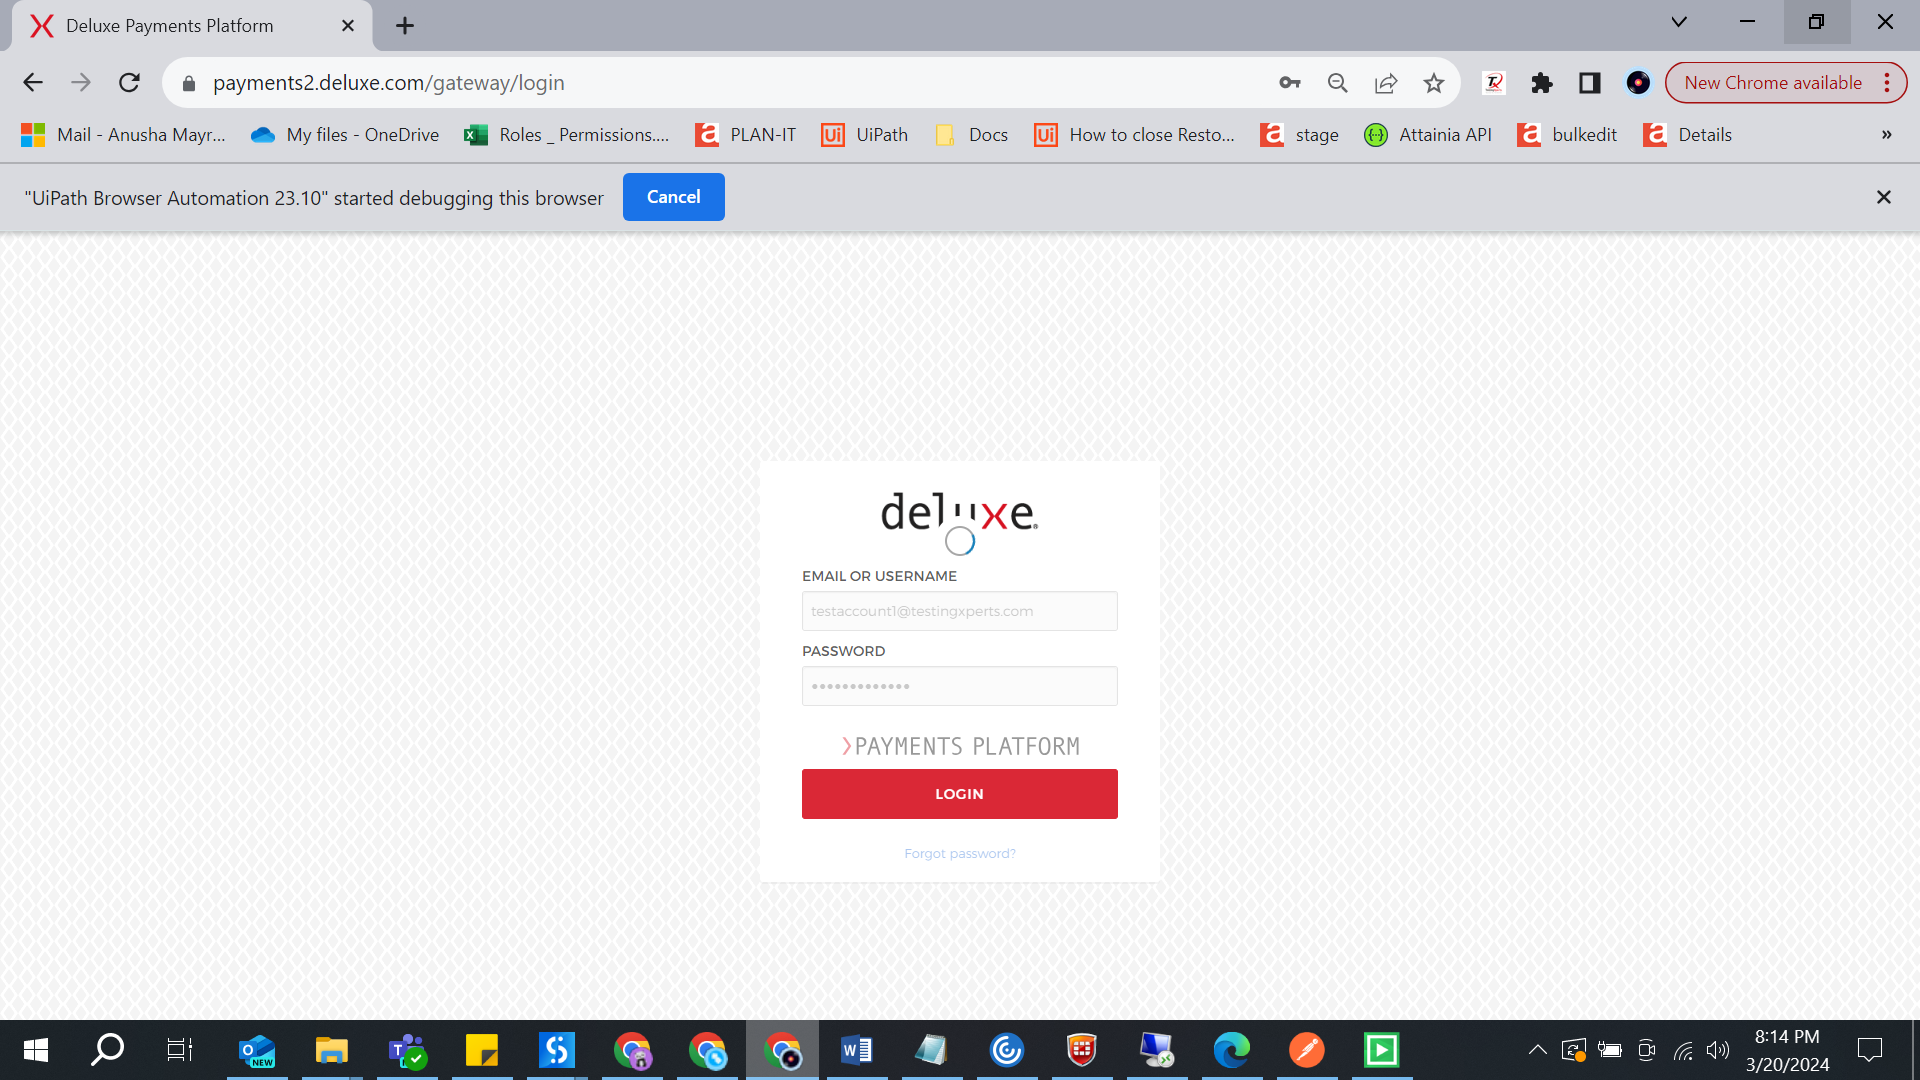 Deluxe Payments Platform
payments2.deluxe.com/gateway/login
New Chrome available
Mail - Anusha Mayr...
My files - OneDrive
Roles _ Permissions....
PLAN-IT
UiPath
Docs
How to close Resto...
stage
Attainia API
bulkedit
Details
»
"UiPath Browser Automation 23.10" started debugging this browser
Cancel
deluxe.
EMAIL OR USERNAME
testaccount1@testingxperts.com
PASSWORD
•••••••••••••
PAYMENTS PLATFORM
LOGIN
Forgot password?
8:14 PM
3/20/2024